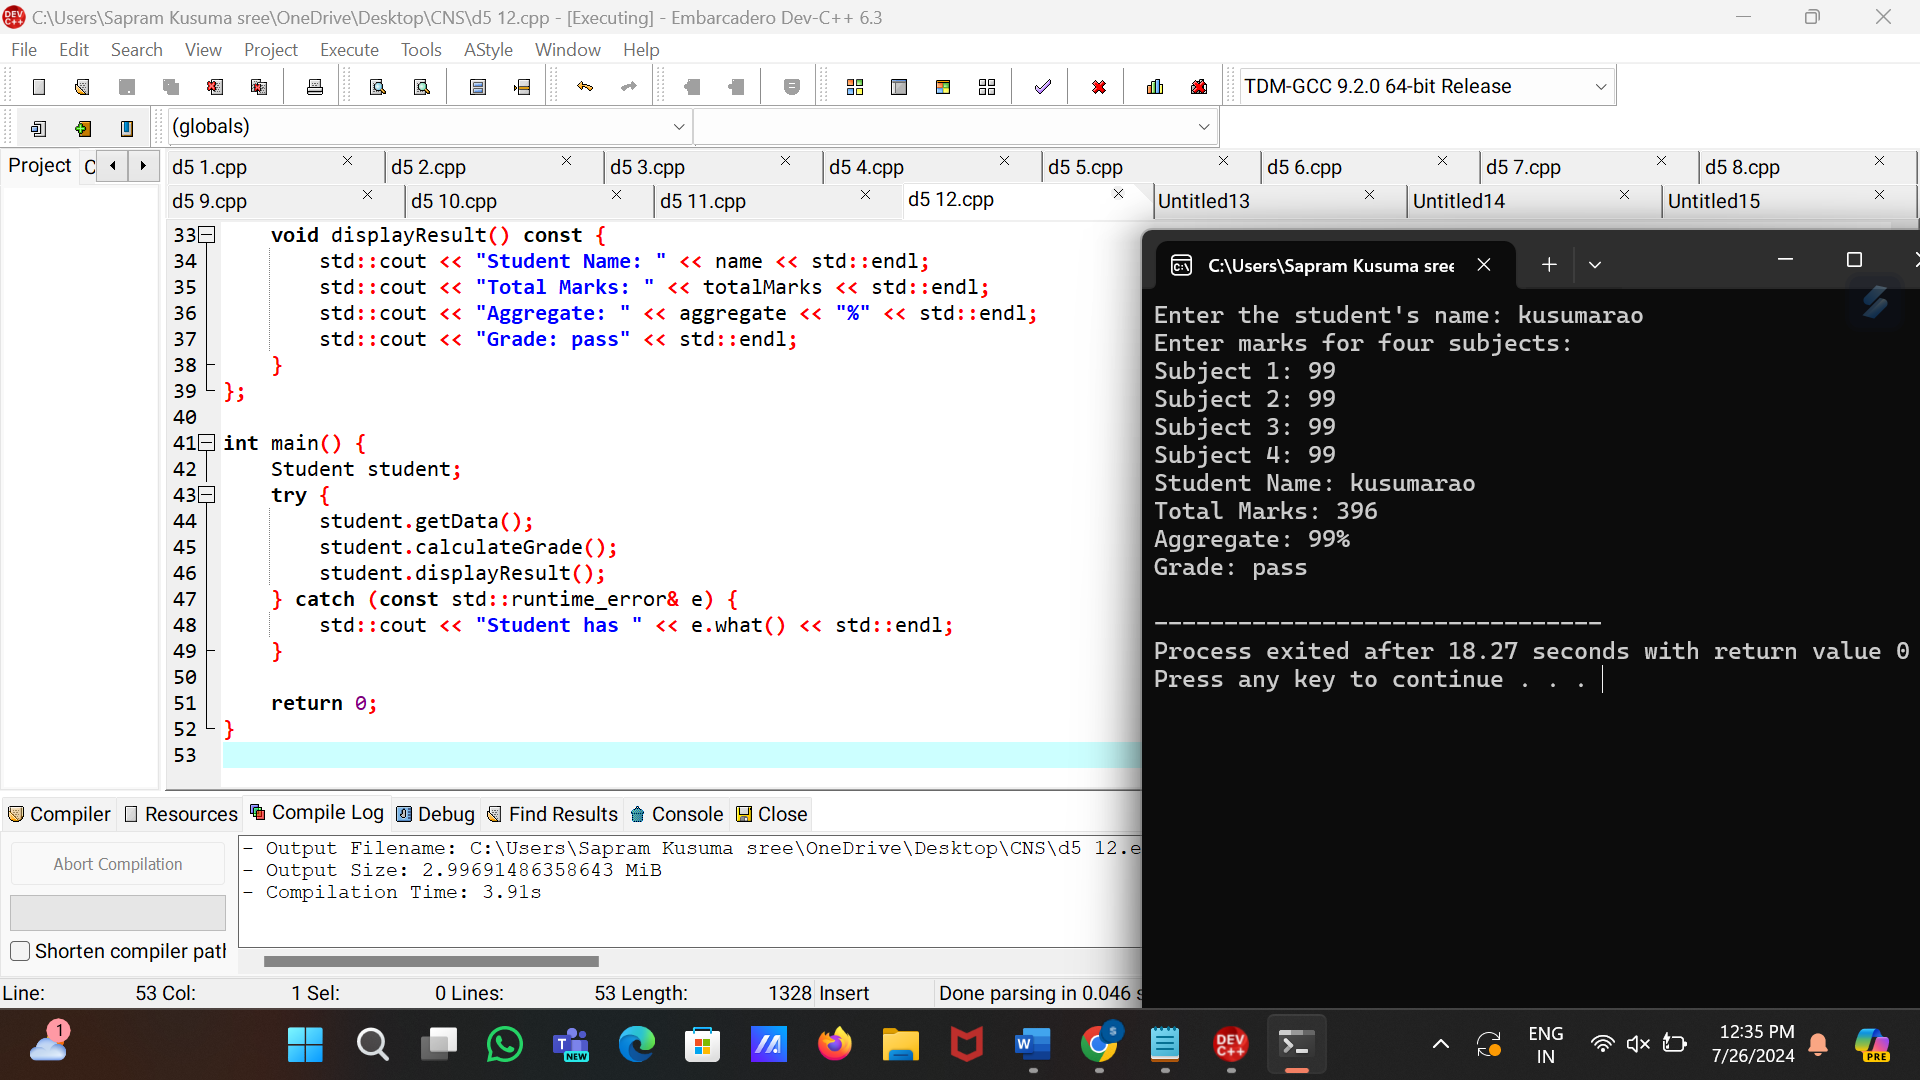 C:\Users\Sapram Kusuma sree\OneDrive\Desktop\CNS\d5 12.cpp - [Executing] - Embarcadero Dev-C++ 6.3
File Edit Search View Project Execute Tools AStyle Window Help
TDM-GCC 9.2.0 64-bit Release
(globals)
Project
d5 1.cpp d5 2.cpp d5 3.cpp d5 4.cpp d5 5.cpp d5 6.cpp d5 7.cpp d5 8.cpp
d5 9.cpp d5 10.cpp d5 11.cpp d5 12.cpp Untitled13 Untitled14 Untitled15
33 void displayResult() const {
34 std::cout << "Student Name: " << name << std::endl;
35 std::cout << "Total Marks: " << totalMarks << std::endl;
36 std::cout << "Aggregate: " << aggregate << "%" << std::endl;
37 std::cout << "Grade: pass" << std::endl;
38 }
39 };
40
41 int main() {
42 Student student;
43 try {
44 student.getData();
45 student.calculateGrade();
46 student.displayResult();
47 } catch (const std::runtime_error& e) {
48 std::cout << "Student has " << e.what() << std::endl;
49 }
50
51 return 0;
52 }
53
C:\Users\Sapram Kusuma sree
Enter the student's name: kusumarao
Enter marks for four subjects:
Subject 1: 99
Subject 2: 99
Subject 3: 99
Subject 4: 99
Student Name: kusumarao
Total Marks: 396
Aggregate: 99%
Grade: pass
--------------------------------
Process exited after 18.27 seconds with return value 0
Press any key to continue . . .
Compiler Resources Compile Log Debug Find Results Console Close
Abort Compilation
Shorten compiler path
- Output Filename: C:\Users\Sapram Kusuma sree\OneDrive\Desktop\CNS\d5 12.e
- Output Size: 2.99691486358643 MiB
- Compilation Time: 3.91s
Line: 53 Col: 1 Sel: 0 Lines: 53 Length: 1328 Insert Done parsing in 0.046 s
1
NEW
DEV C++
ENG
IN
12:35 PM
7/26/2024
PRE